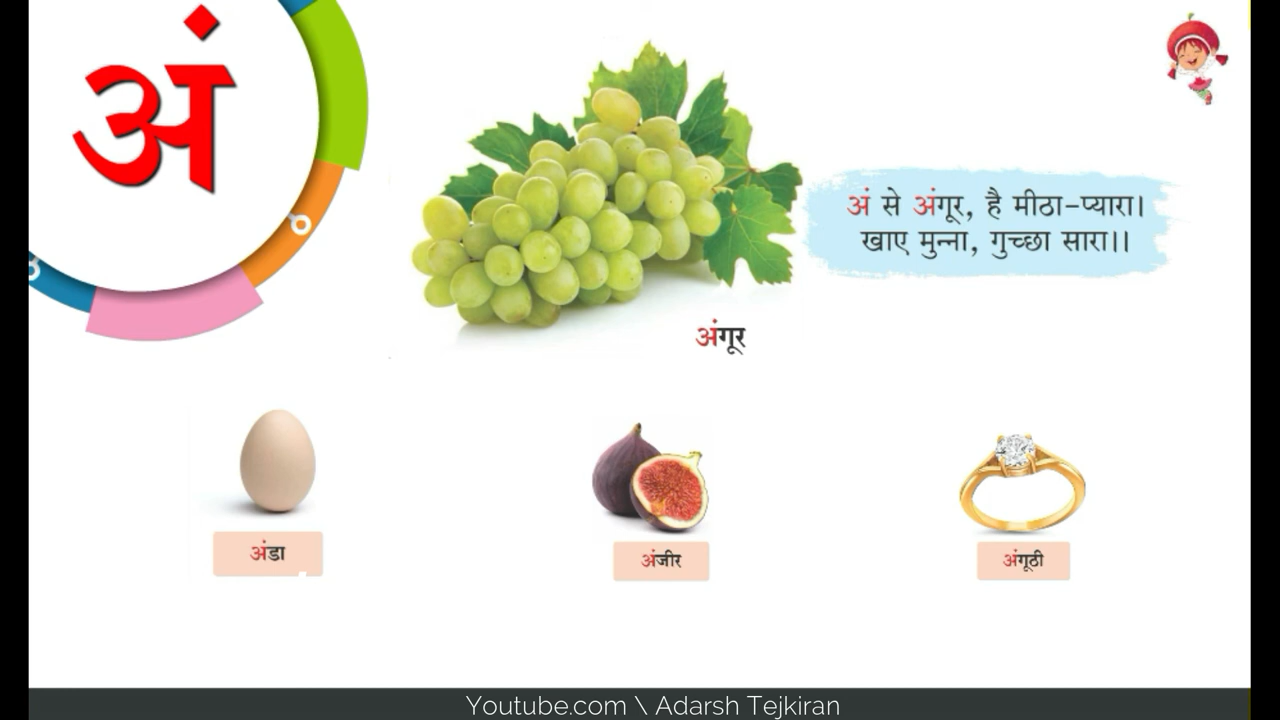 अं
अं से अंगूर, है मीठा-प्यारा।
खाए मुन्ना, गुच्छा सारा।।
अंगूर
अंडा
अंजीर
अंगूठी
Youtube.com \ Adarsh Tejkiran